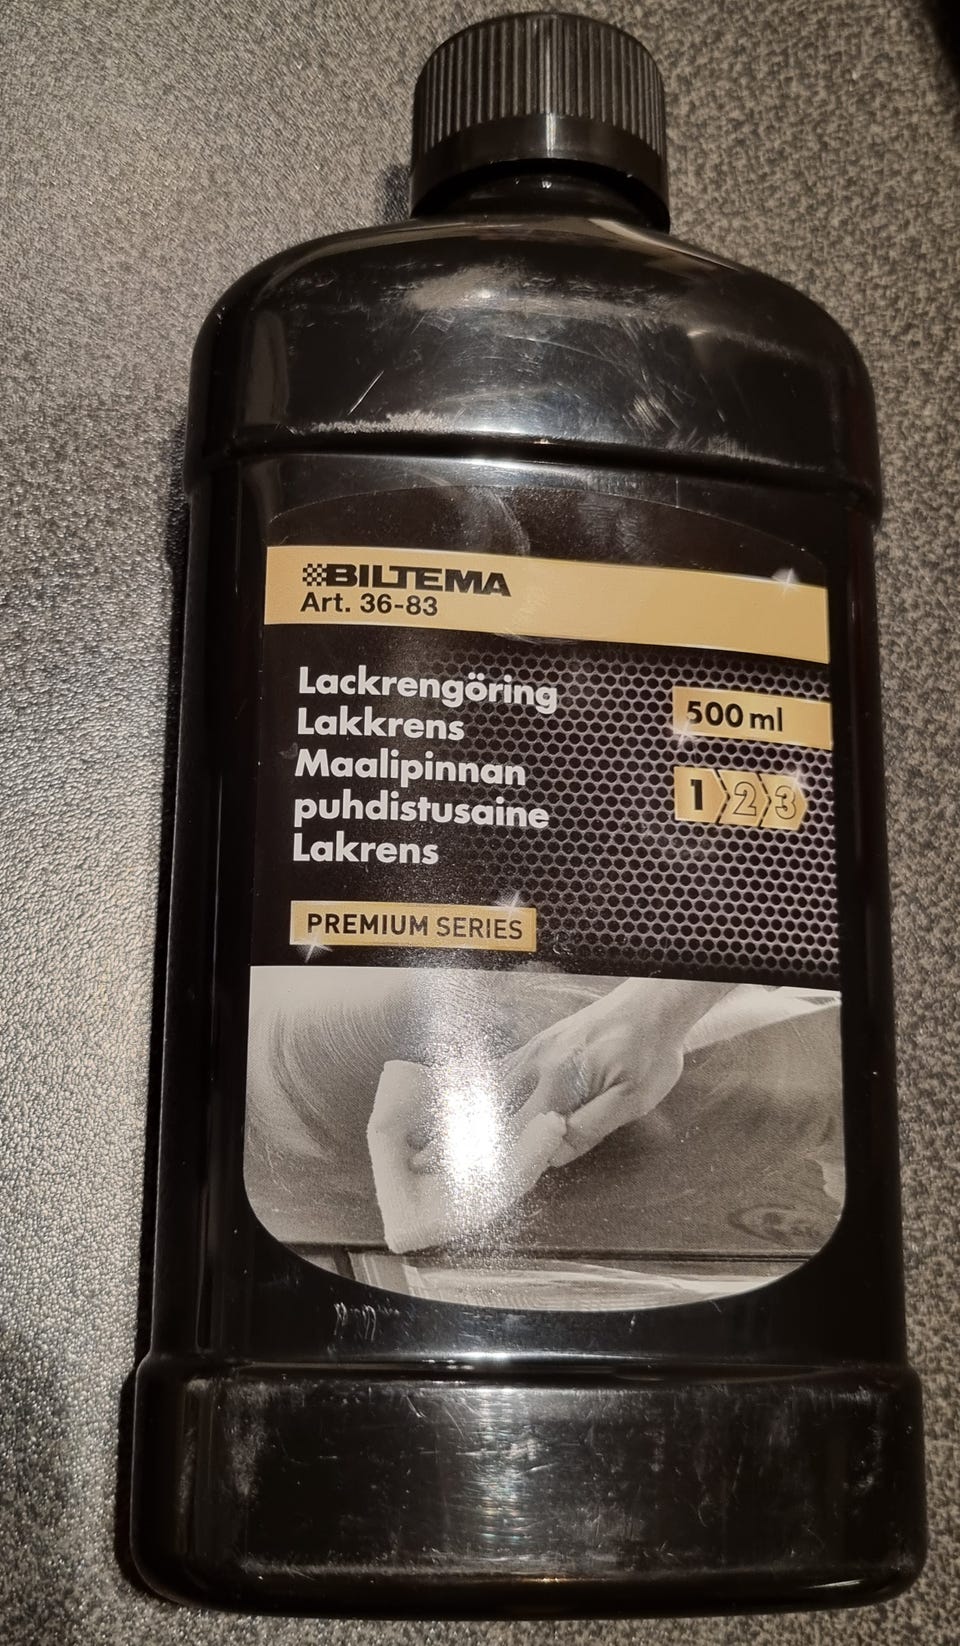 BILTEMA
Art. 36-83
Lackrengöring
Lakkrens
Maalipinnan
puhdistusaine
Lakrens
500 ml
1 2 3
PREMIUM SERIES